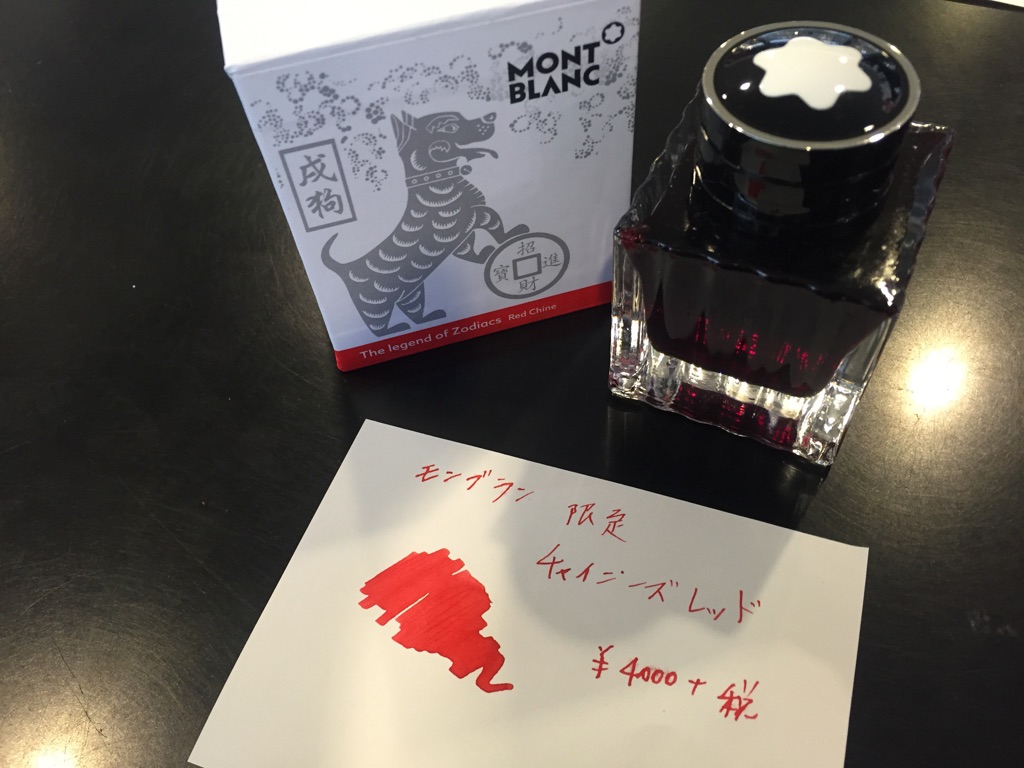 MONT
BLANC
戌
狗
招
進
寶
財
The legend of Zodiacs Red Chine
モンブラン 限定
チャイニーズ レッド
¥4000+税